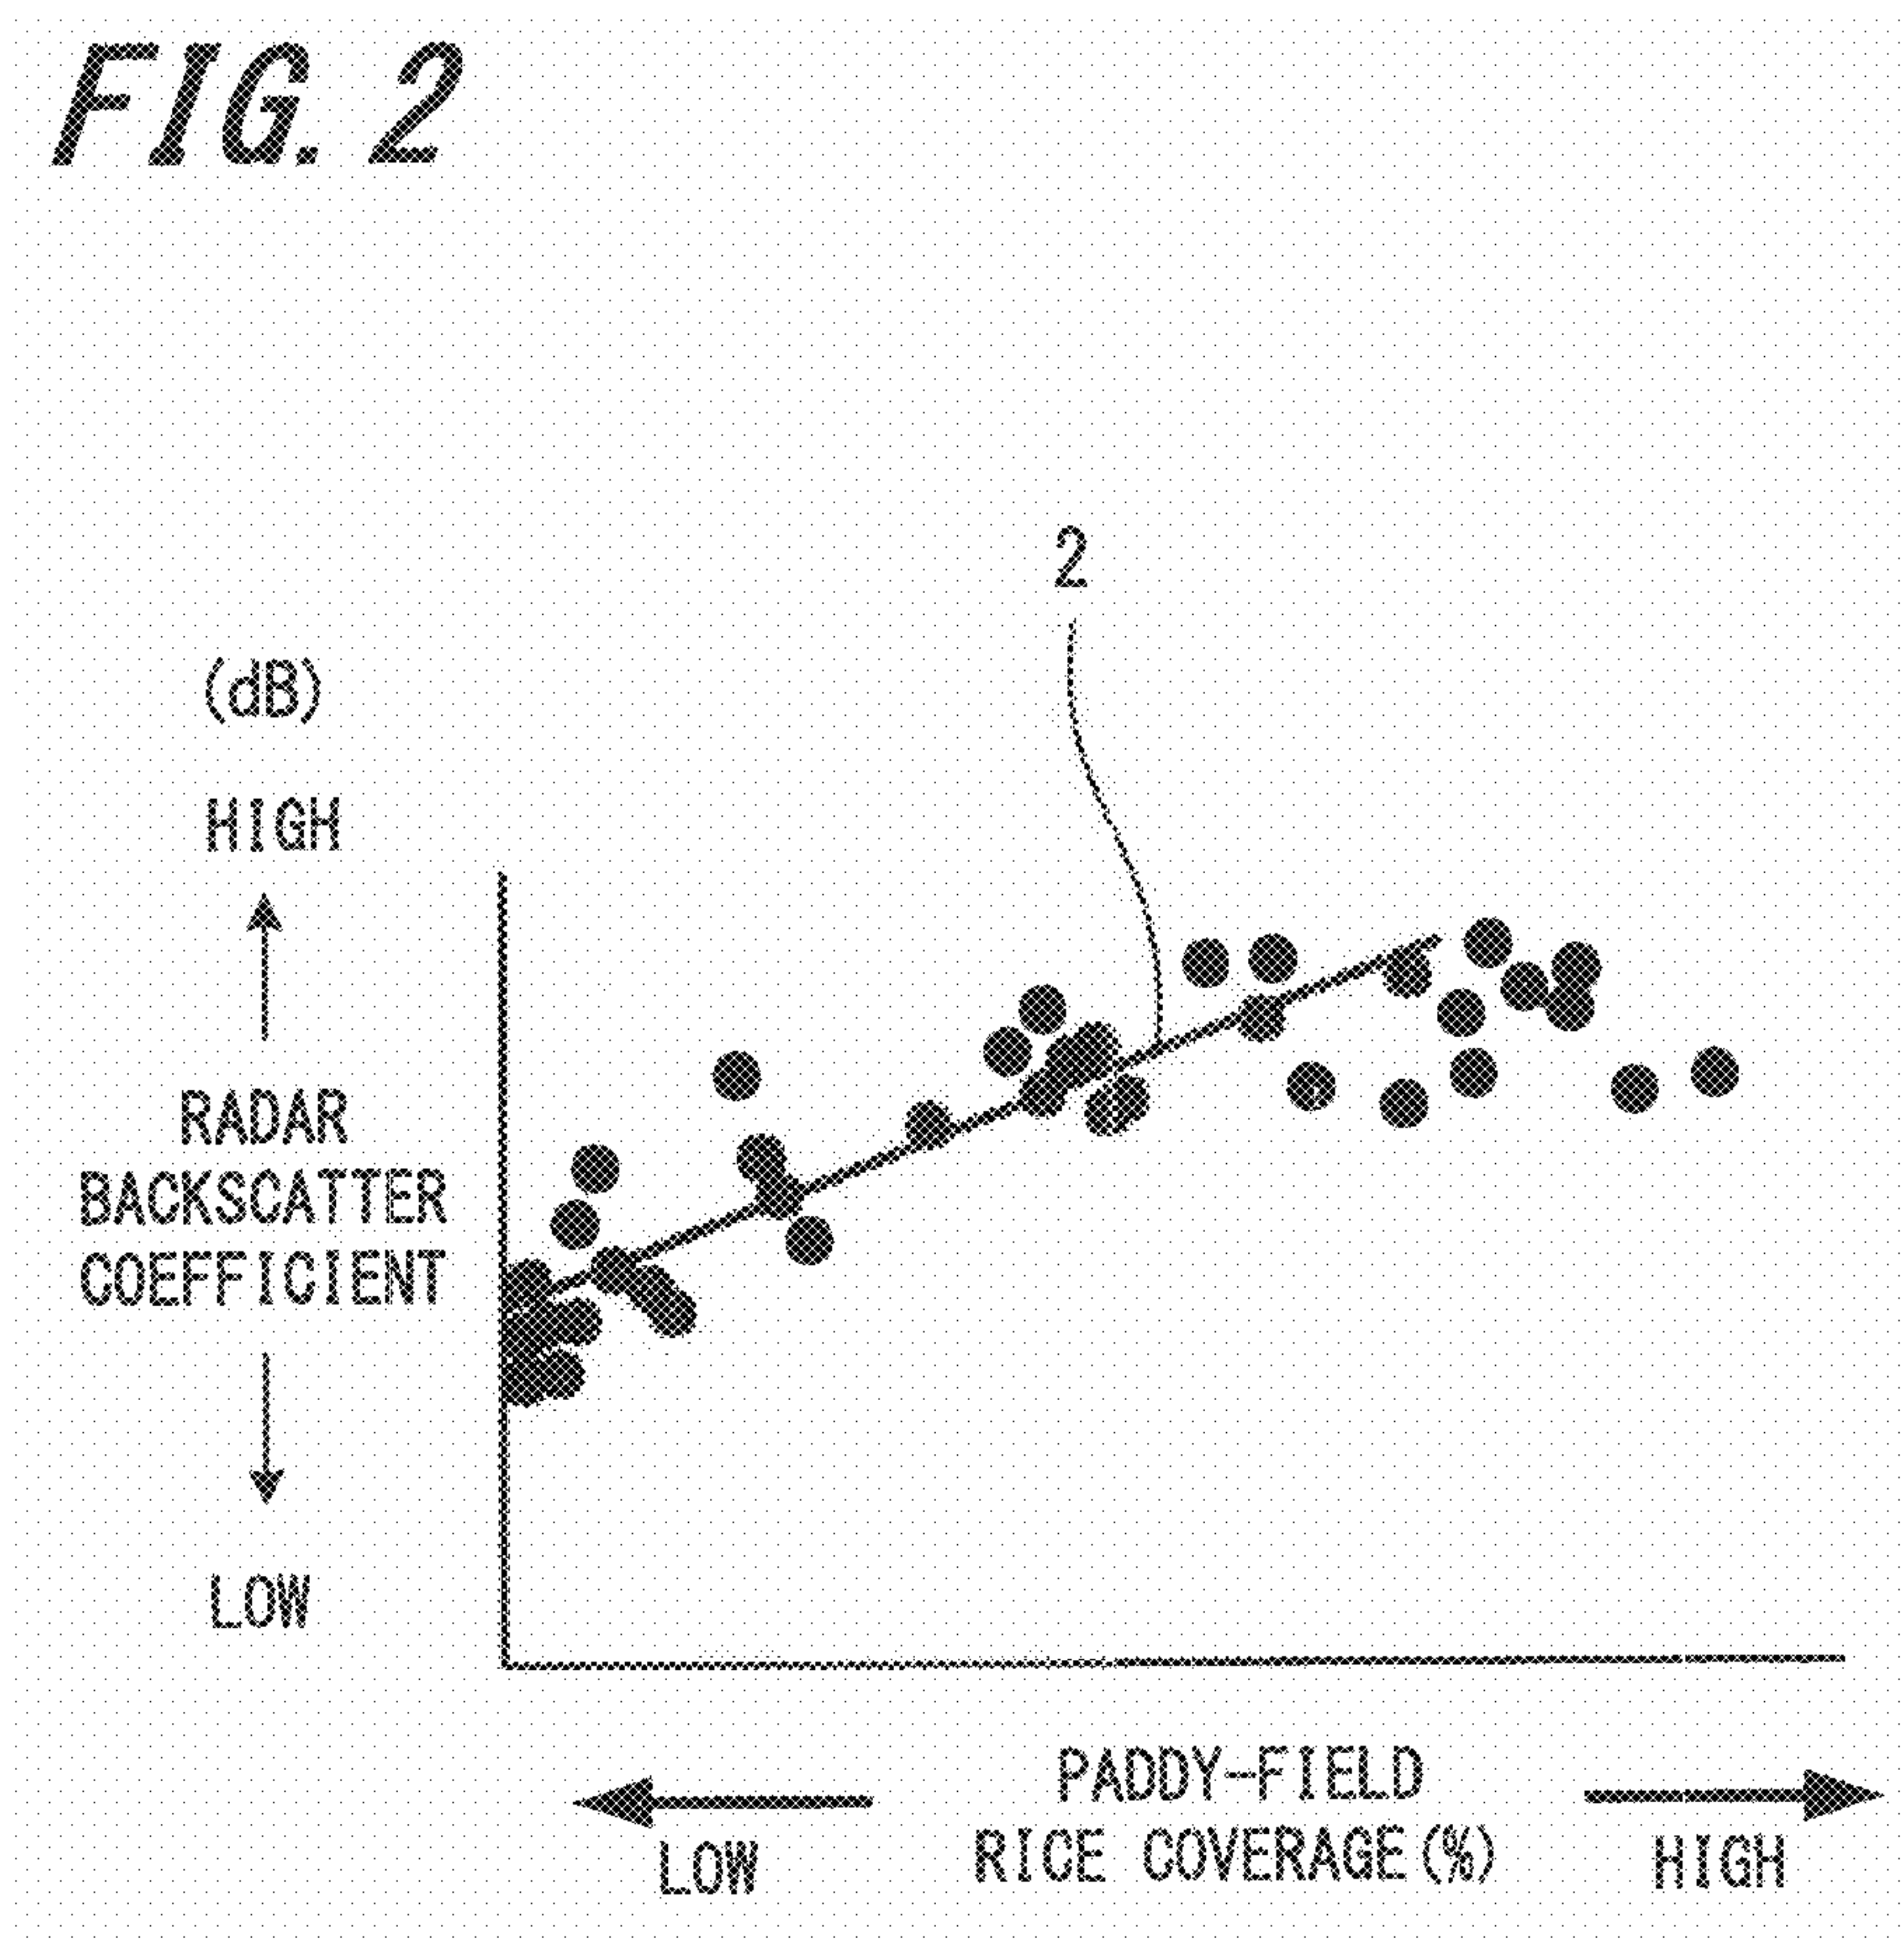 FIG. 2
2
(dB)
HIGH
RADAR
BACKSCATTER
COEFFICIENT
LOW
PADDY-FIELD
RICE COVERAGE(%)
LOW
HIGH